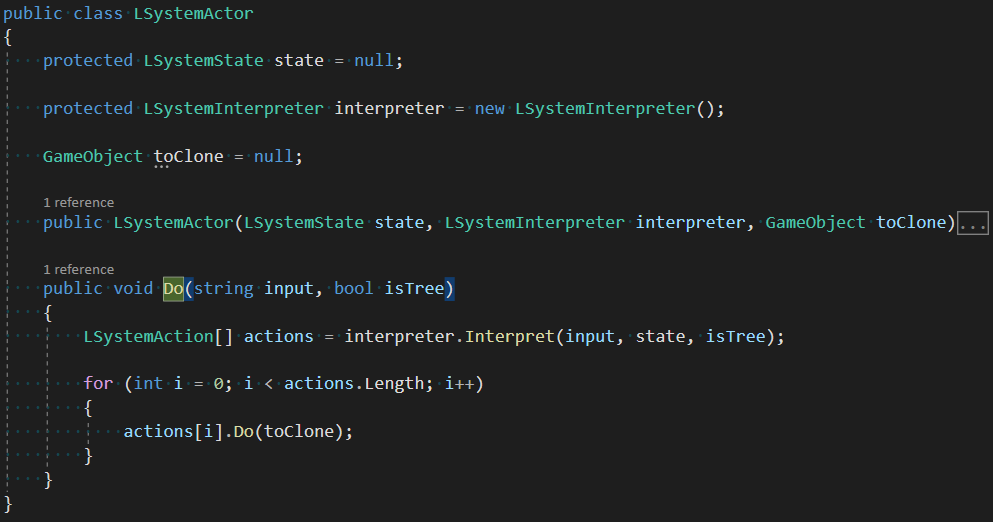 public class LSystemActor
{
    protected LSystemState state = null;
    protected LSystemInterpreter interpreter = new LSystemInterpreter();
    GameObject toClone = null;
    1 reference
    public LSystemActor(LSystemState state, LSystemInterpreter interpreter, GameObject toClone)...
    1 reference
    public void Do(string input, bool isTree)
    {
        LSystemAction[] actions = interpreter.Interpret(input, state, isTree);
        for (int i = 0; i < actions.Length; i++)
        {
            actions[i].Do(toClone);
        }
    }
}